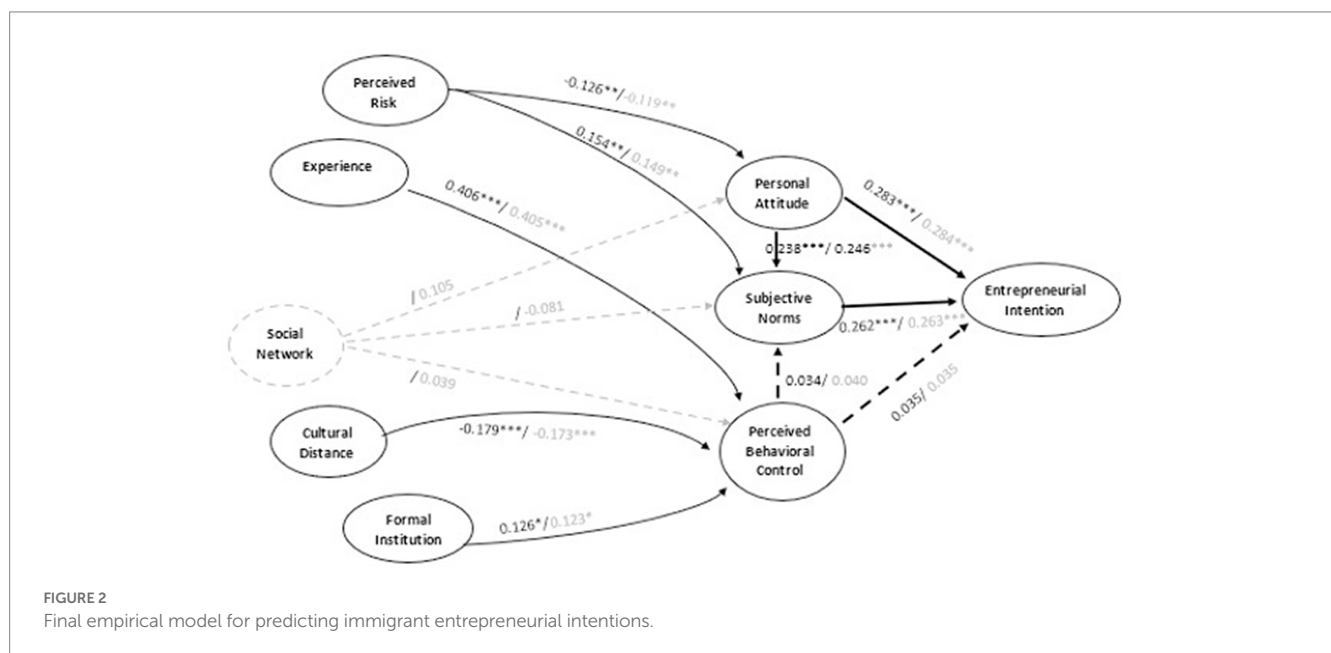 Perceived
Risk
-0.126**/-0.119**
0.154**/ 0.149**
Experience
0.406***/ 0.405***
Personal
Attitude
0.283***/ 0.284***
0.238***/ 0.246***
/ 0.105
Social
Network
/ -0.081
Subjective
Norms
0.262***/ 0.263***
Entrepreneurial
Intention
/ 0.039
0.034/ 0.040
0.035/ 0.035
Cultural
Distance
-0.179***/ -0.173***
Perceived
Behavioral
Control
Formal
Institution
0.126*/0.123*
FIGURE 2
Final empirical model for predicting immigrant entrepreneurial intentions.